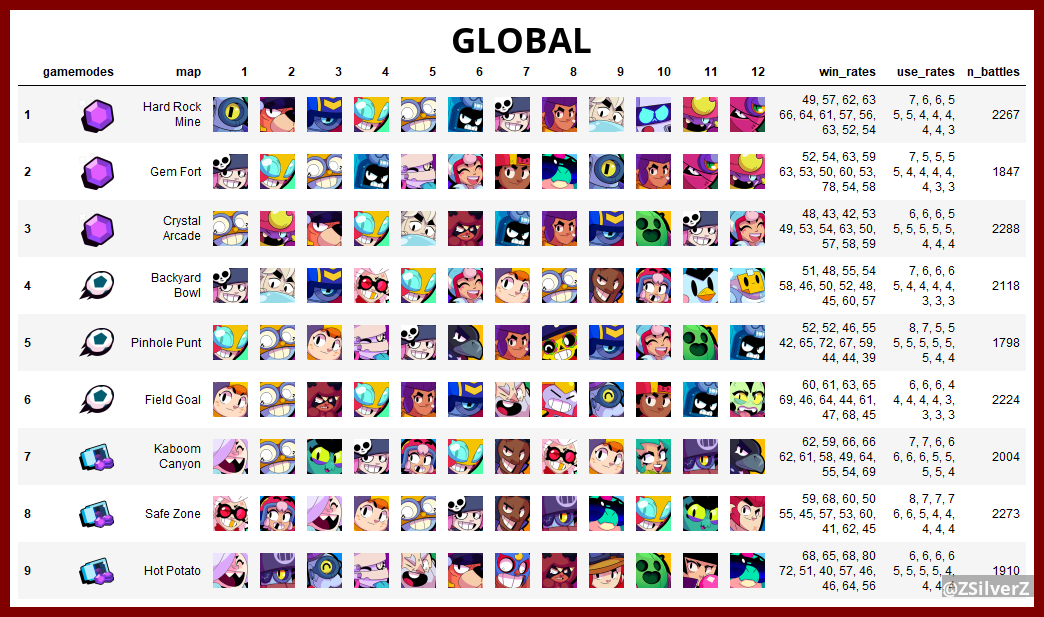 GLOBAL
gamemodes map 1 2 3 4 5 6 7 8 9 10 11 12 win_rates use_rates n_battles
1 Hard Rock Mine 49, 57, 62, 63 7, 6, 6, 5 2267
66, 64, 61, 57, 56, 5, 5, 4, 4, 4,
63, 52, 54 4, 4, 3
2 Gem Fort 52, 54, 63, 59 7, 5, 5, 5 1847
63, 53, 50, 60, 53, 5, 4, 4, 4, 4,
78, 54, 58 4, 3, 3
3 Crystal Arcade 48, 43, 42, 53 6, 6, 6, 5 2288
49, 53, 54, 63, 50, 5, 5, 5, 5, 5,
57, 58, 59 4, 4, 4
4 Backyard Bowl 51, 48, 55, 54 7, 6, 6, 6 2118
58, 46, 50, 52, 48, 5, 4, 4, 4, 4,
45, 60, 57 3, 3, 3
5 Pinhole Punt 52, 52, 46, 55 8, 7, 5, 5 1798
42, 65, 72, 67, 59, 5, 5, 5, 5, 5,
44, 44, 39 5, 4, 4
6 Field Goal 60, 61, 63, 65 6, 6, 6, 4 2224
69, 46, 64, 44, 61, 4, 4, 4, 4, 3,
47, 68, 45 3, 3, 3
7 Kaboom Canyon 62, 59, 66, 66 7, 7, 6, 6 2004
62, 61, 58, 49, 64, 6, 6, 6, 5, 5,
55, 54, 69 5, 5, 4
8 Safe Zone 59, 68, 60, 50 8, 7, 7, 7 2273
55, 45, 57, 53, 60, 6, 6, 5, 4, 4,
41, 62, 45 4, 4, 4
9 Hot Potato 68, 65, 68, 80 6, 6, 6, 6 1910
72, 51, 40, 57, 46, 5, 5, 5, 5, 4,
46, 64, 56 4, 4,
@ZSilverZ